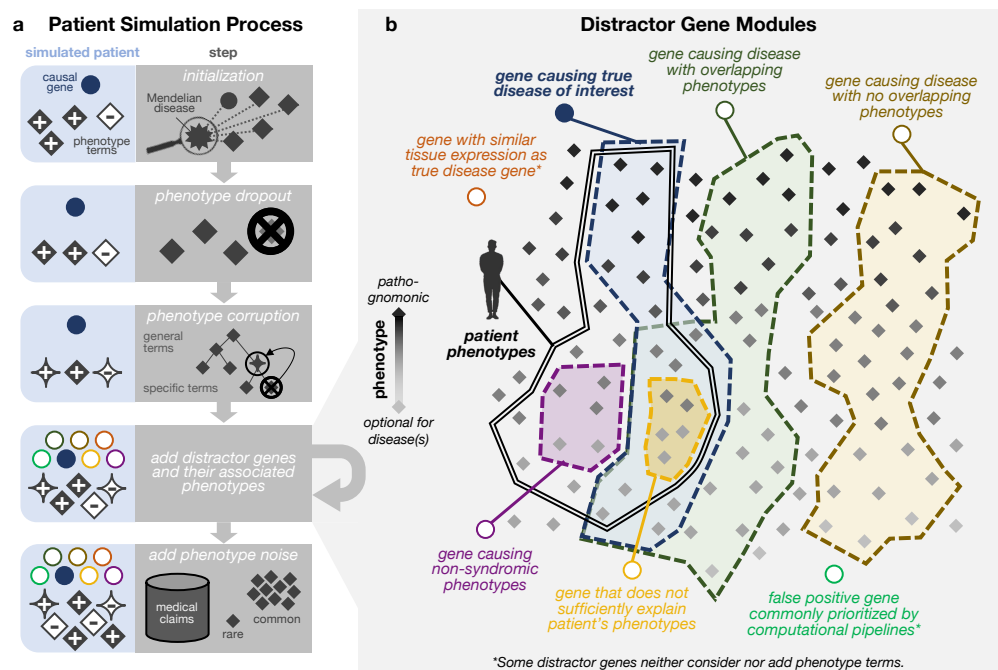 a Patient Simulation Process
simulated patient
step
causal
gene
phenotype
terms
initialization
Mendelian
disease
phenotype dropout
phenotype corruption
general
terms
specific terms
add distractor genes
and their associated
phenotypes
add phenotype noise
medical
claims
rare
common
b Distractor Gene Modules
gene causing true
disease of interest
gene causing disease
with overlapping
phenotypes
gene causing disease
with no overlapping
phenotypes
gene with similar
tissue expression as
true disease gene*
patho-
gnomonic
phenotype
optional for
disease(s)
patient
phenotypes
gene causing
non-syndromic
phenotypes
gene that does not
sufficiently explain
patient's phenotypes
false positive gene
commonly prioritized by
computational pipelines*
*Some distractor genes neither consider nor add phenotype terms.